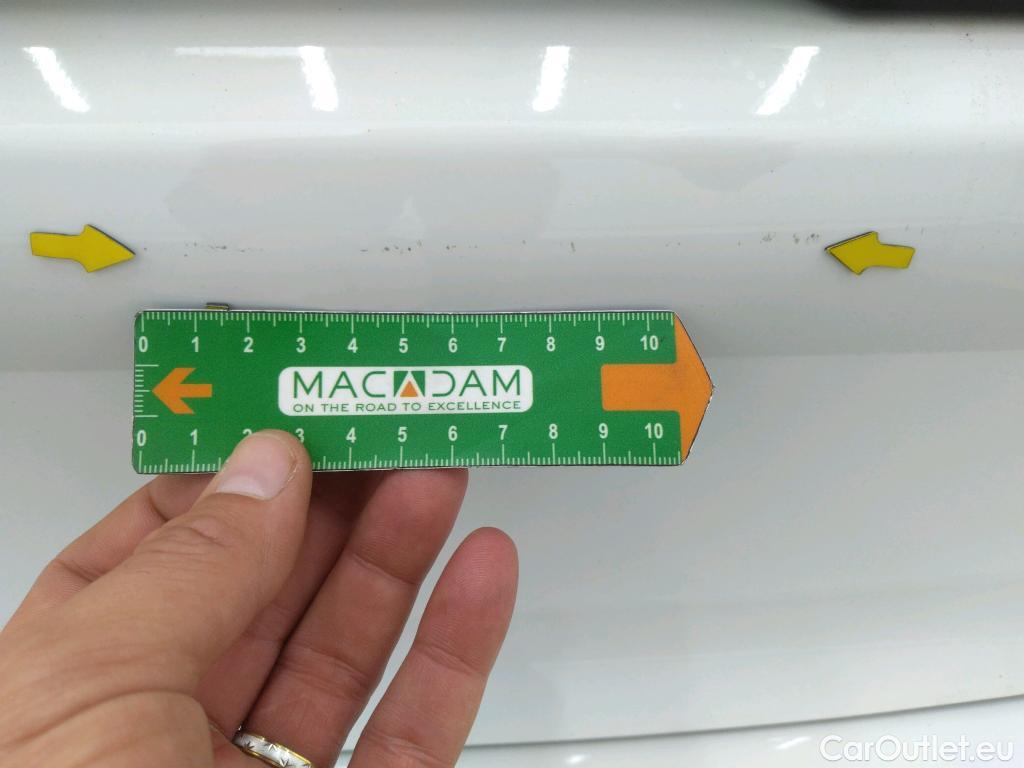 0 1 2 3 4 5 6 7 8 9 10
MACADAM
ON THE ROAD TO EXCELLENCE
0 1 2 3 4 5 6 7 8 9 10
CarOutlet.eu